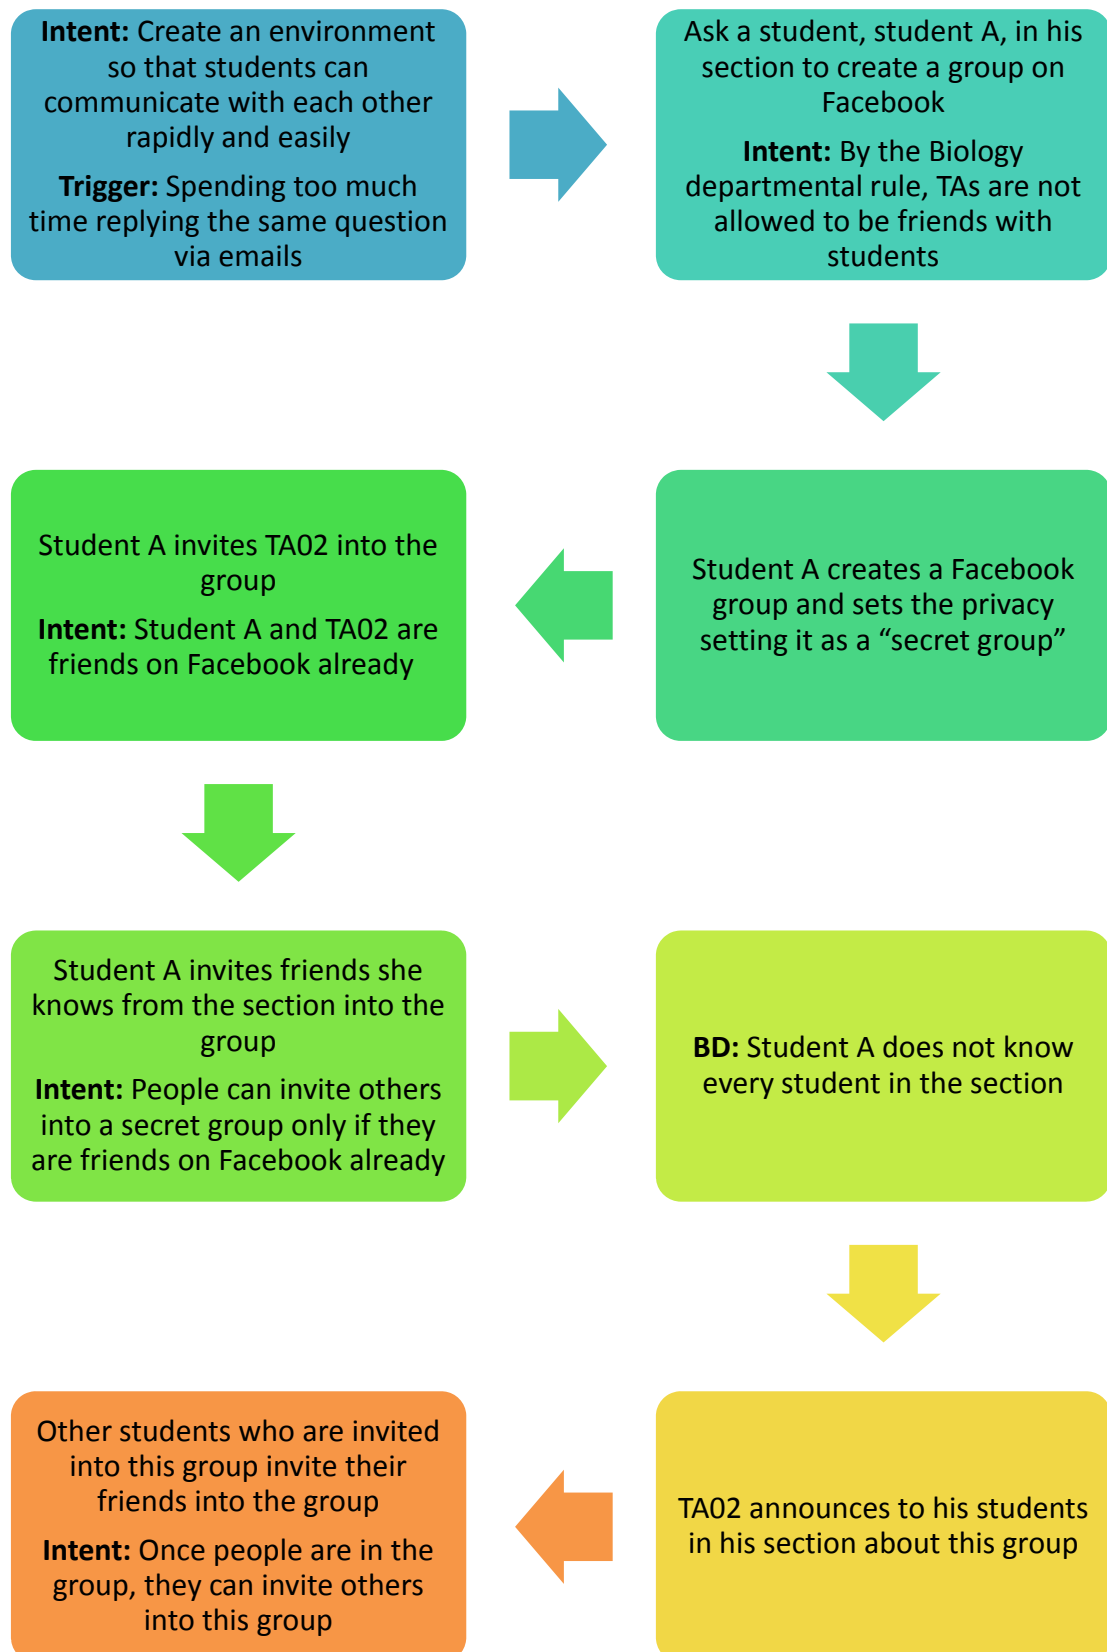 Intent: Create an environment
so that students can
communicate with each other
rapidly and easily
Trigger: Spending too much
time replying the same question
via emails
Ask a student, student A, in his
section to create a group on
Facebook
Intent: By the Biology
departmental rule, TAs are not
allowed to be friends with
students
Student A creates a Facebook
group and sets the privacy
setting it as a “secret group”
Student A invites TA02 into the
group
Intent: Student A and TA02 are
friends on Facebook already
Student A invites friends she
knows from the section into the
group
Intent: People can invite others
into a secret group only if they
are friends on Facebook already
BD: Student A does not know
every student in the section
TA02 announces to his students
in his section about this group
Other students who are invited
into this group invite their
friends into the group
Intent: Once people are in the
group, they can invite others
into this group